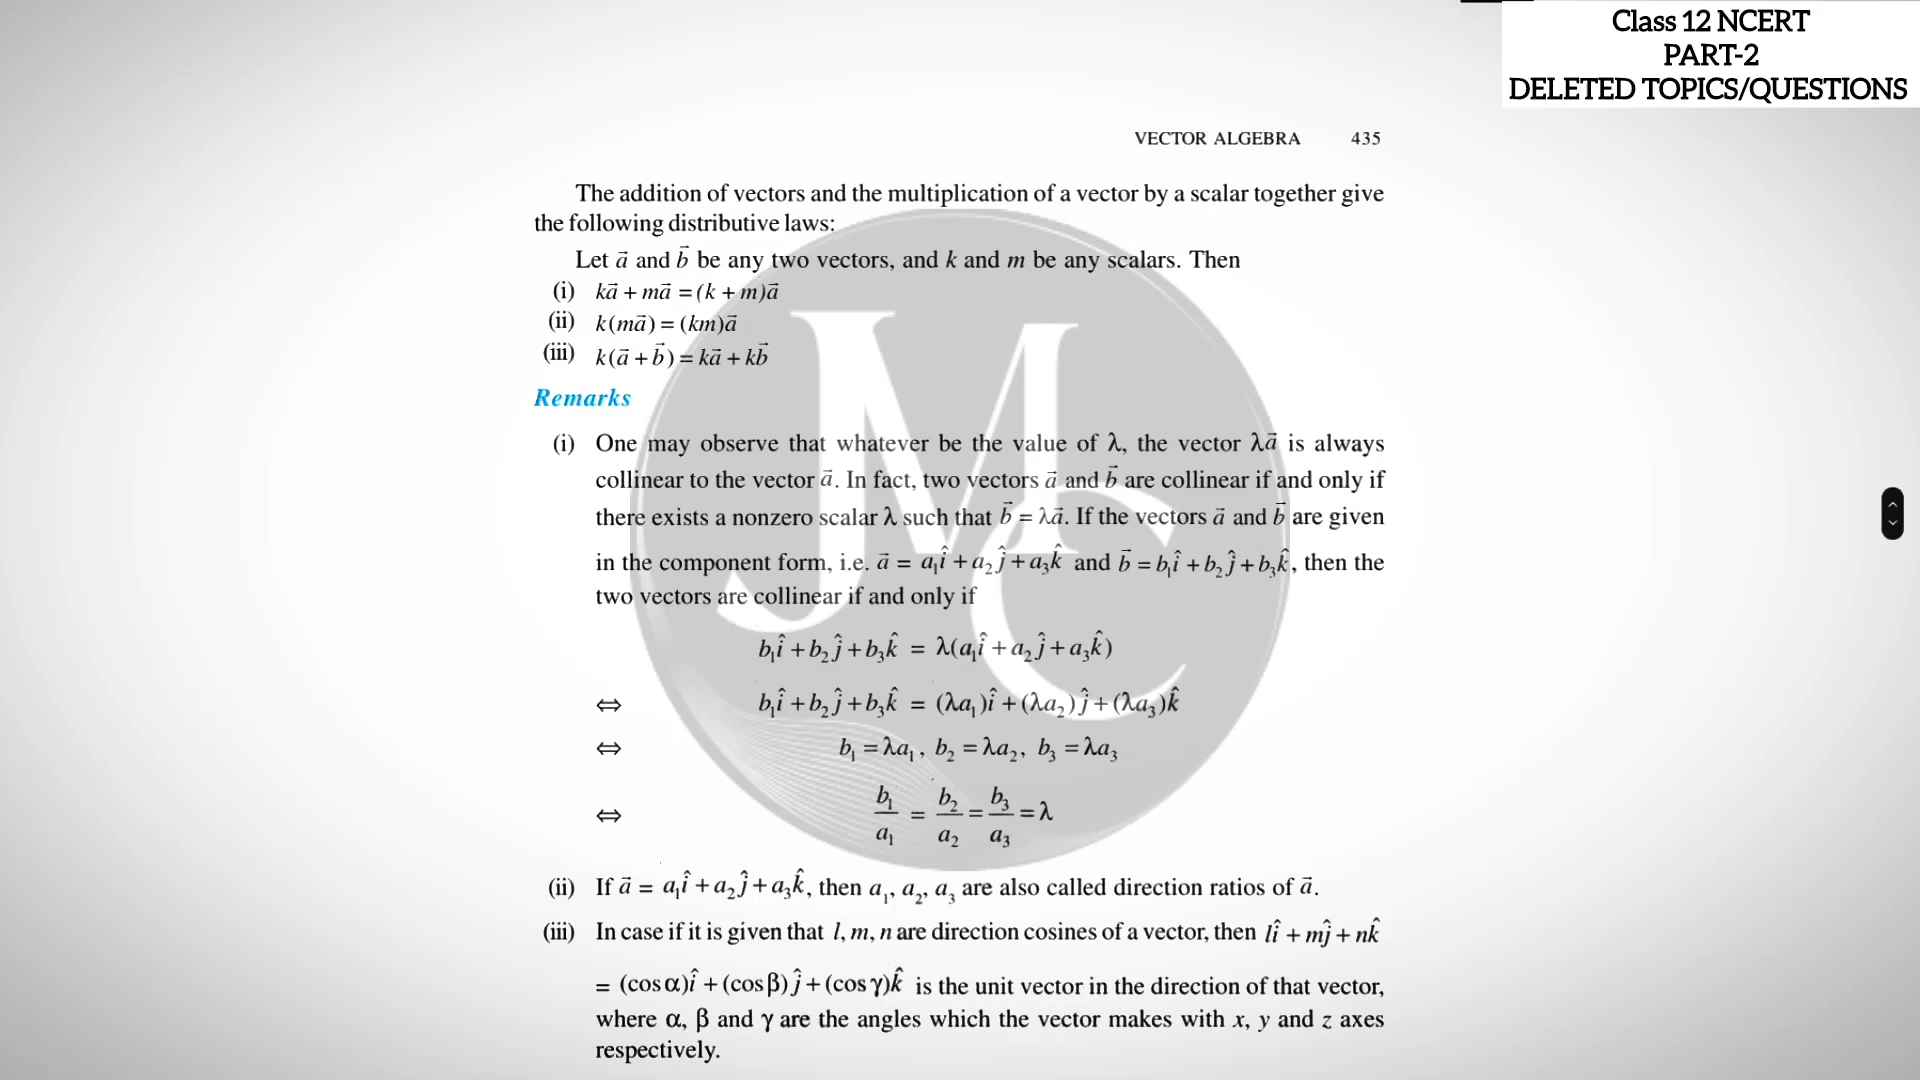 Class 12 NCERT
PART-2
DELETED TOPICS/QUESTIONS
VECTOR ALGEBRA 435
The addition of vectors and the multiplication of a vector by a scalar together give
the following distributive laws:
Let a⃗ and b⃗ be any two vectors, and k and m be any scalars. Then
(i) ka⃗ + ma⃗ = (k + m)a⃗
(ii) k(ma⃗) = (km)a⃗
(iii) k(a⃗ + b⃗) = ka⃗ + kb⃗
Remarks
(i) One may observe that whatever be the value of λ, the vector λa⃗ is always
collinear to the vector a⃗. In fact, two vectors a⃗ and b⃗ are collinear if and only if
there exists a nonzero scalar λ such that b⃗ = λa⃗. If the vectors a⃗ and b⃗ are given
in the component form, i.e. a⃗ = a₁î + a₂ĵ + a₃k̂ and b⃗ = b₁î + b₂ĵ + b₃k̂, then the
two vectors are collinear if and only if
b₁î + b₂ĵ + b₃k̂ = λ(a₁î + a₂ĵ + a₃k̂)
⇔ b₁î + b₂ĵ + b₃k̂ = (λa₁)î + (λa₂)ĵ + (λa₃)k̂
⇔ b₁ = λa₁, b₂ = λa₂, b₃ = λa₃
⇔ b₁/a₁ = b₂/a₂ = b₃/a₃ = λ
(ii) If a⃗ = a₁î + a₂ĵ + a₃k̂, then a₁, a₂, a₃ are also called direction ratios of a⃗.
(iii) In case if it is given that l, m, n are direction cosines of a vector, then lî + mĵ + nk̂
= (cos α)î + (cos β)ĵ + (cos γ)k̂ is the unit vector in the direction of that vector,
where α, β and γ are the angles which the vector makes with x, y and z axes
respectively.
JMC